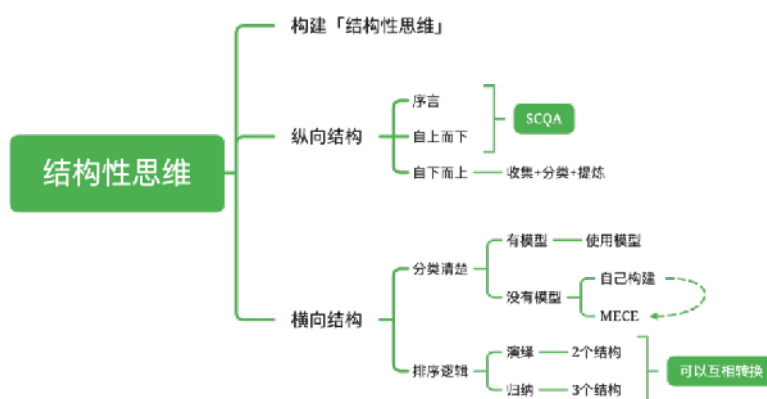 结构性思维
构建「结构性思维」
纵向结构
序言
自上而下
SCQA
自下而上
收集+分类+提炼
横向结构
分类清楚
有模型
使用模型
没有模型
自己构建
MECE
排序逻辑
演绎
2个结构
归纳
3个结构
可以互相转换